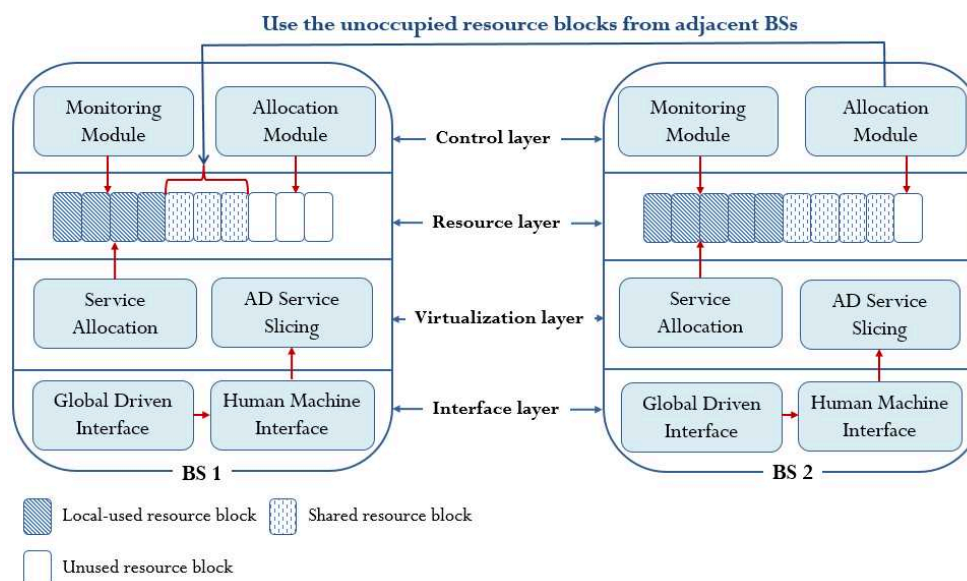 Use the unoccupied resource blocks from adjacent BSs
Monitoring
Module
Allocation
Module
Control layer
Monitoring
Module
Allocation
Module
Resource layer
Service
Allocation
AD Service
Slicing
Virtualization layer
Service
Allocation
AD Service
Slicing
Global Driven
Interface
Human Machine
Interface
Interface layer
Global Driven
Interface
Human Machine
Interface
BS 1
BS 2
Local-used resource block
Shared resource block
Unused resource block